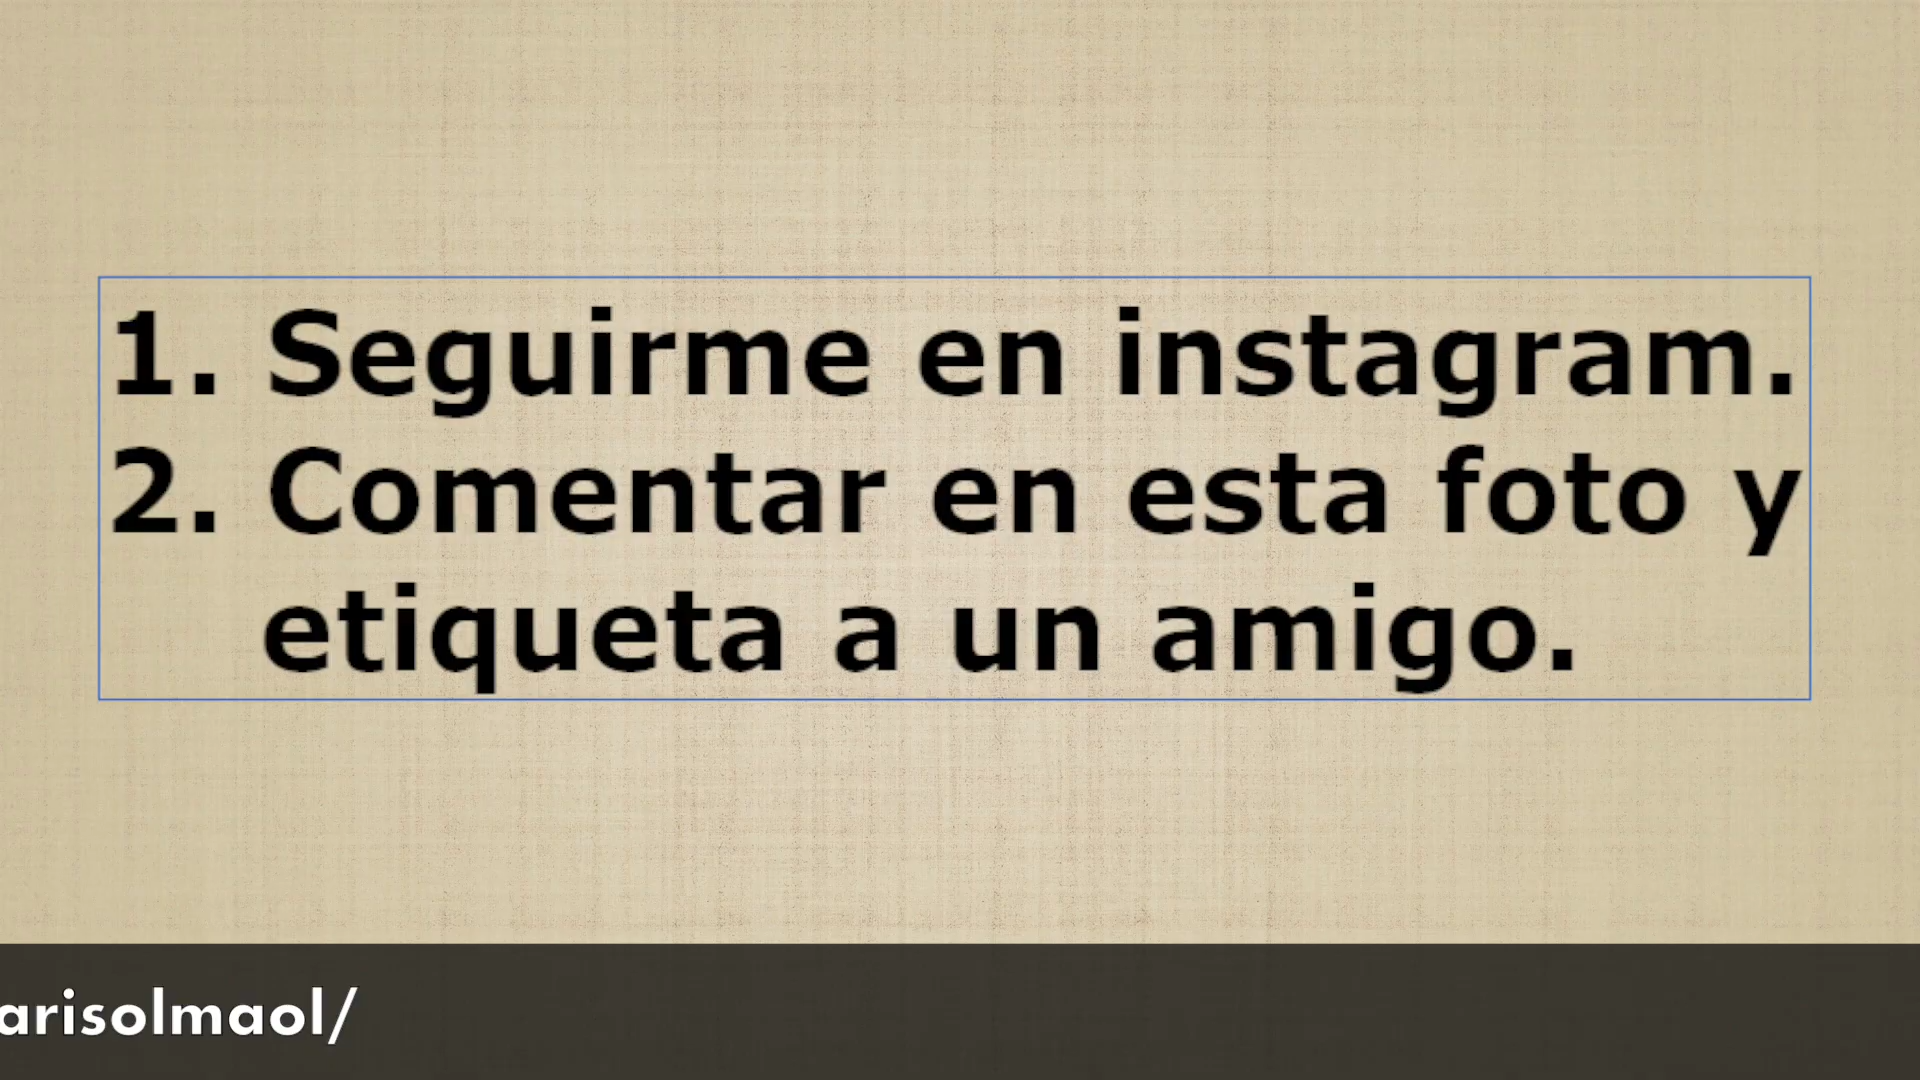 1. Seguirme en instagram.
2. Comentar en esta foto y
etiqueta a un amigo.
arisolmaol/